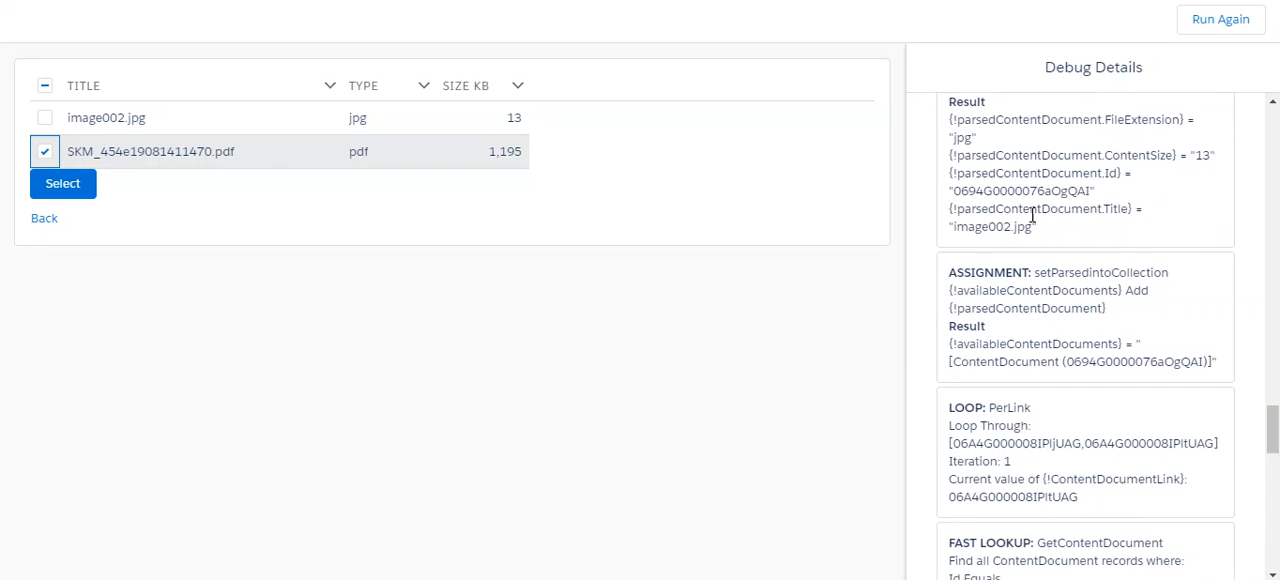 Run Again
TITLE TYPE SIZE KB
image002.jpg jpg 13
SKM_454e19081411470.pdf pdf 1,195
Select
Back
Debug Details
Result
{!parsedContentDocument.FileExtension} =
"jpg"
{!parsedContentDocument.ContentSize} = "13"
{!parsedContentDocument.Id} =
"0694G0000076aOgQAI"
{!parsedContentDocument.Title} =
"image002.jpg"
ASSIGNMENT: setParsedintoCollection
{!availableContentDocuments} Add
{!parsedContentDocument}
Result
{!availableContentDocuments} = "
[ContentDocument (0694G0000076aOgQAI)]"
LOOP: PerLink
Loop Through:
[06A4G000008IPljUAG,06A4G000008IPltUAG]
Iteration: 1
Current value of {!ContentDocumentLink}:
06A4G000008IPltUAG
FAST LOOKUP: GetContentDocument
Find all ContentDocument records where:
Id Equals